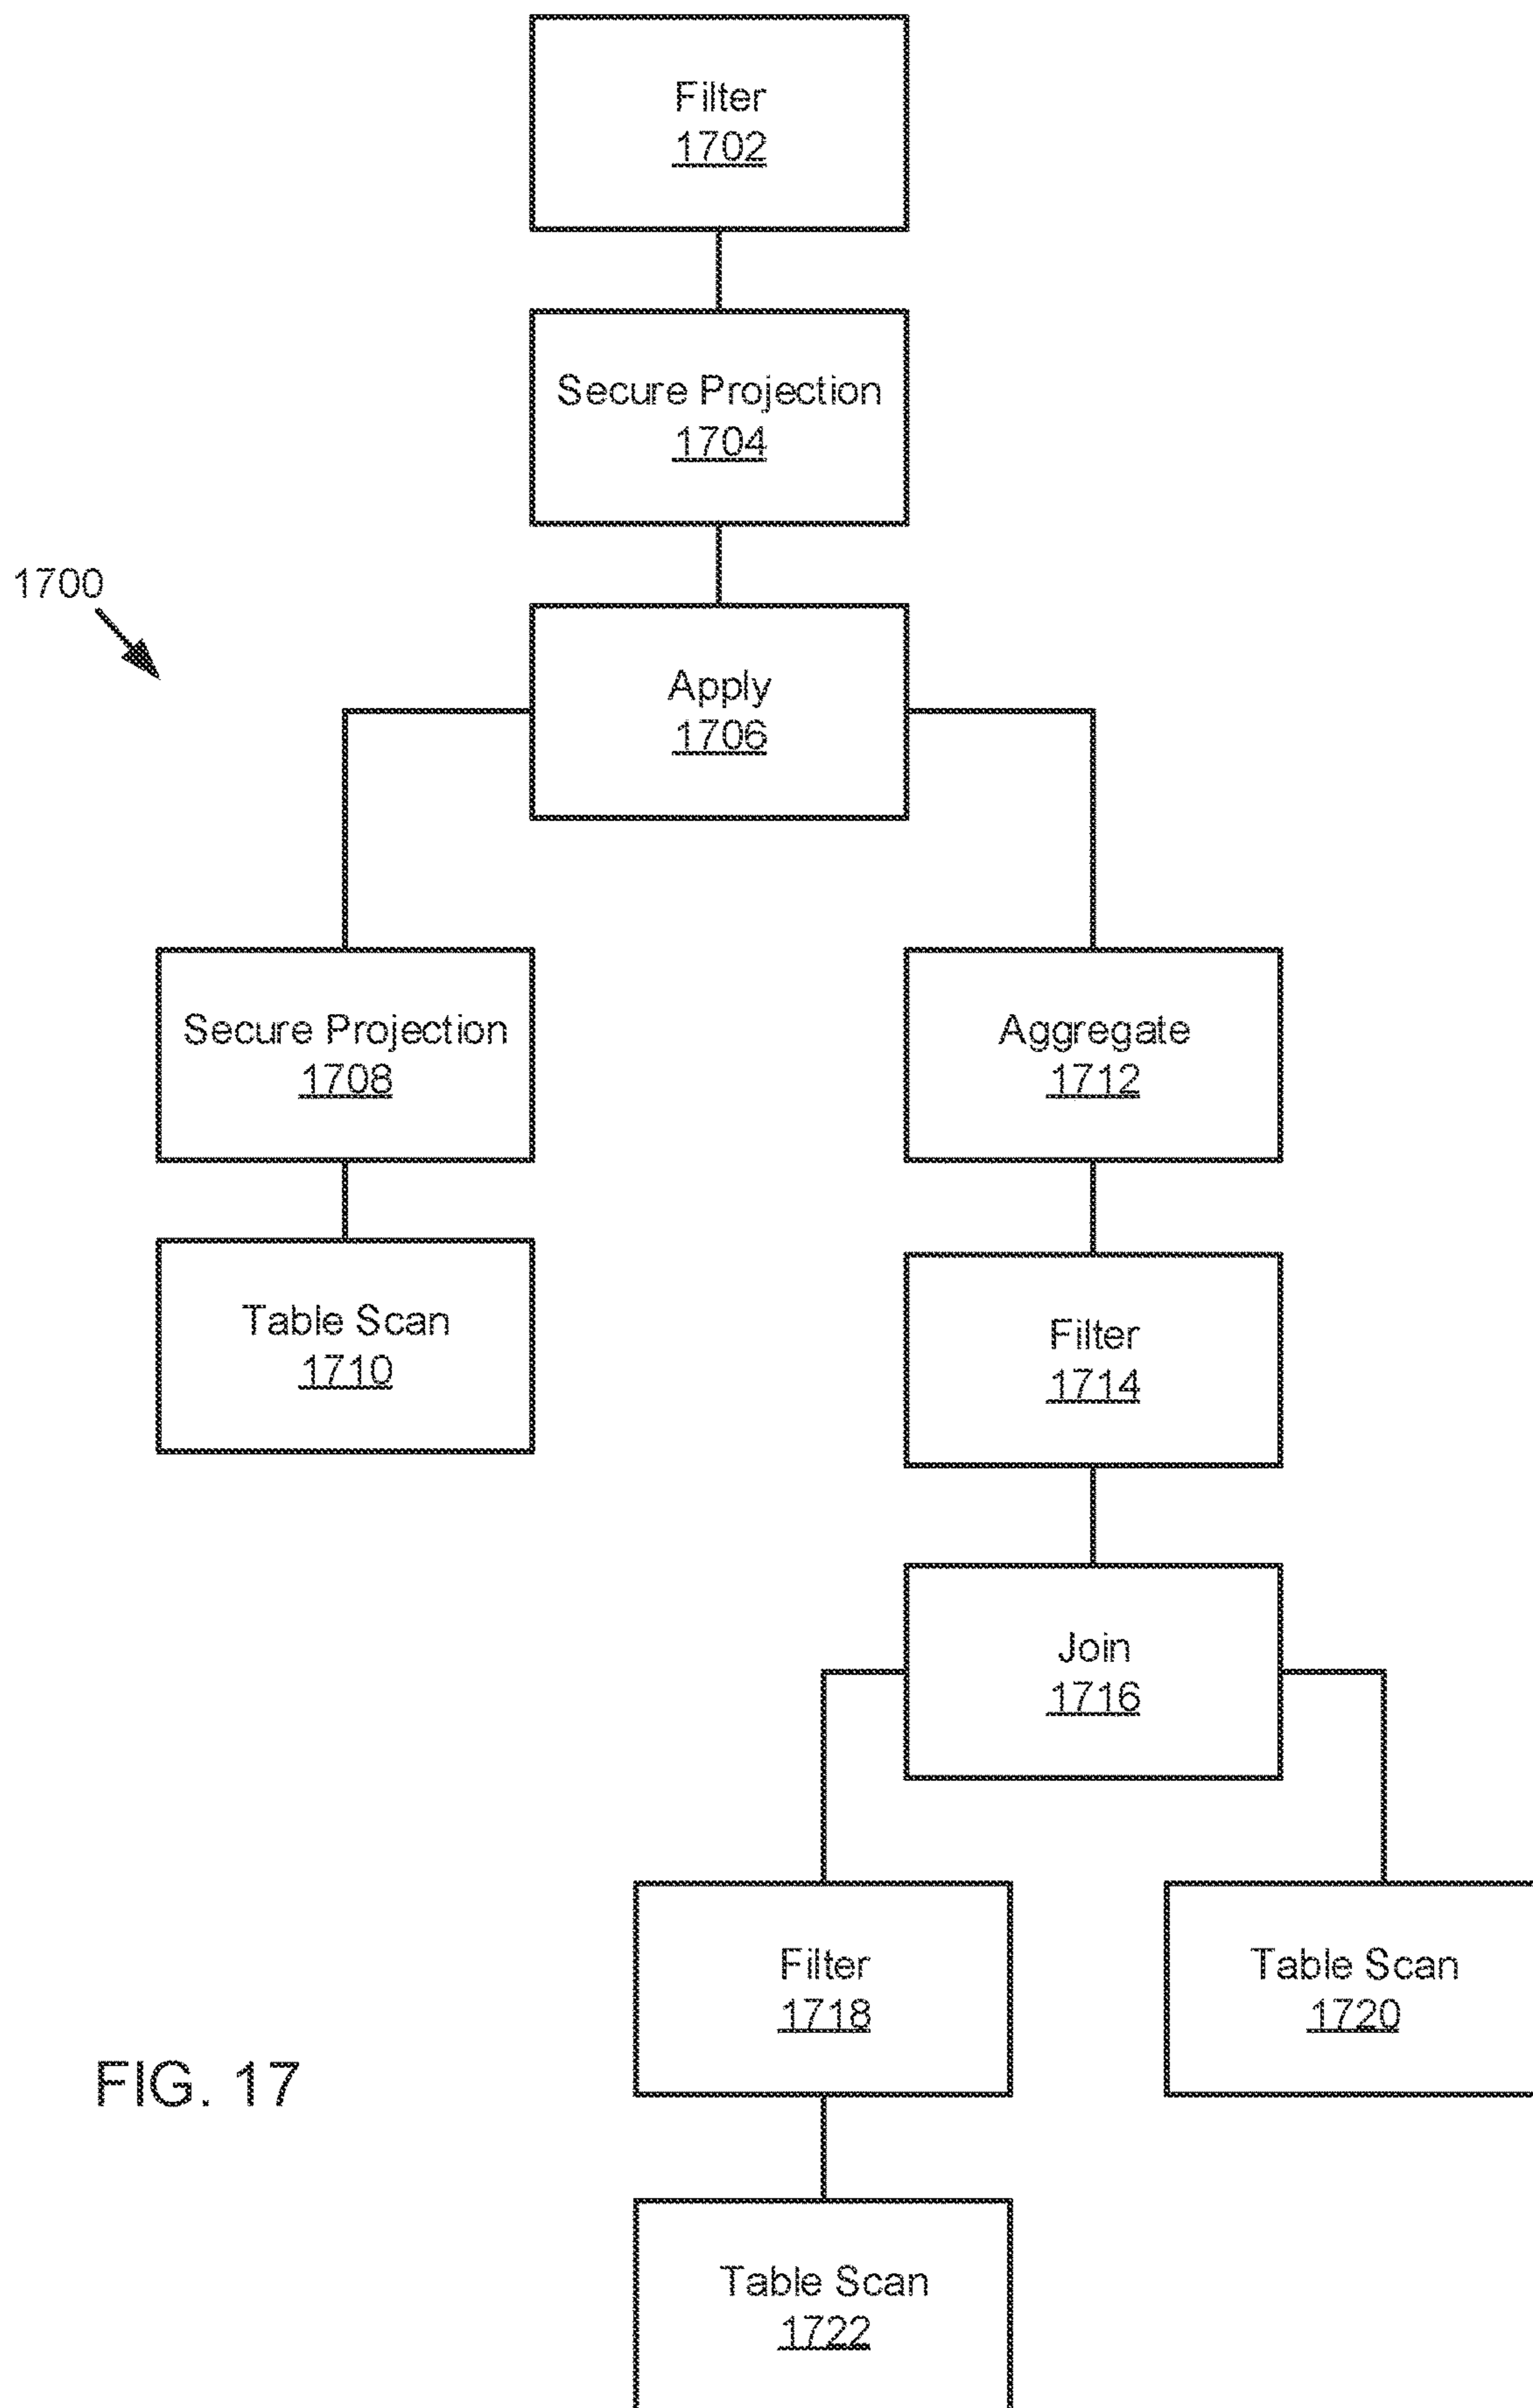 Filter
1702
Secure Projection
1704
1700
Apply
1706
Secure Projection
1708
Aggregate
1712
Table Scan
1710
Filter
1714
Join
1716
Filter
1718
Table Scan
1720
FIG. 17
Table Scan
1722